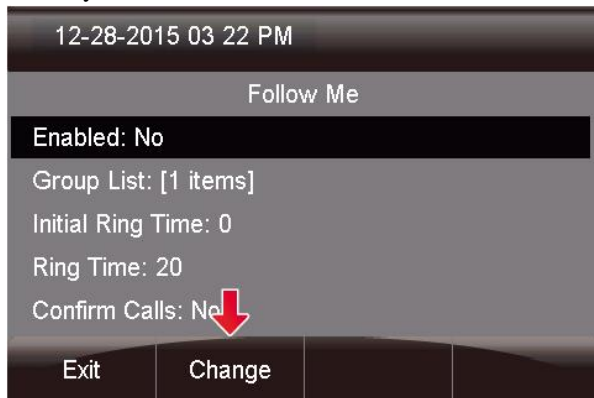 12-28-2015 03 22 PM
Follow Me
Enabled: No
Group List: [1 items]
Initial Ring Time: 0
Ring Time: 20
Confirm Calls: No
Exit Change